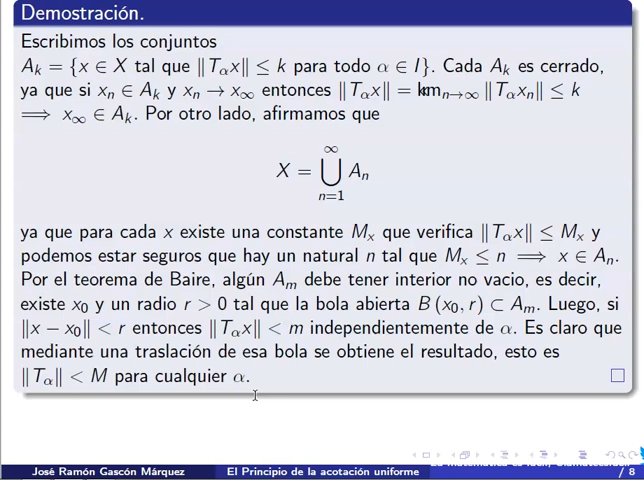 Demostración.
Escribimos los conjuntos
A_k = {x ∈ X tal que ‖T_α x‖ ≤ k para todo α ∈ I}. Cada A_k es cerrado,
ya que si x_n ∈ A_k y x_n → x_∞ entonces ‖T_α x‖ = lím_{n→∞} ‖T_α x_n‖ ≤ k
⟹ x_∞ ∈ A_k. Por otro lado, afirmamos que
X = ⋃_{n=1}^{∞} A_n
ya que para cada x existe una constante M_x que verifica ‖T_α x‖ ≤ M_x y
podemos estar seguros que hay un natural n tal que M_x ≤ n ⟹ x ∈ A_n.
Por el teorema de Baire, algún A_m debe tener interior no vacio, es decir,
existe x_0 y un radio r > 0 tal que la bola abierta B (x_0, r) ⊂ A_m. Luego, si
‖x − x_0‖ < r entonces ‖T_α x‖ < m independientemente de α. Es claro que
mediante una traslación de esa bola se obtiene el resultado, esto es
‖T_α‖ < M para cualquier α. □
José Ramón Gascón Márquez El Principio de la acotación uniforme / 8